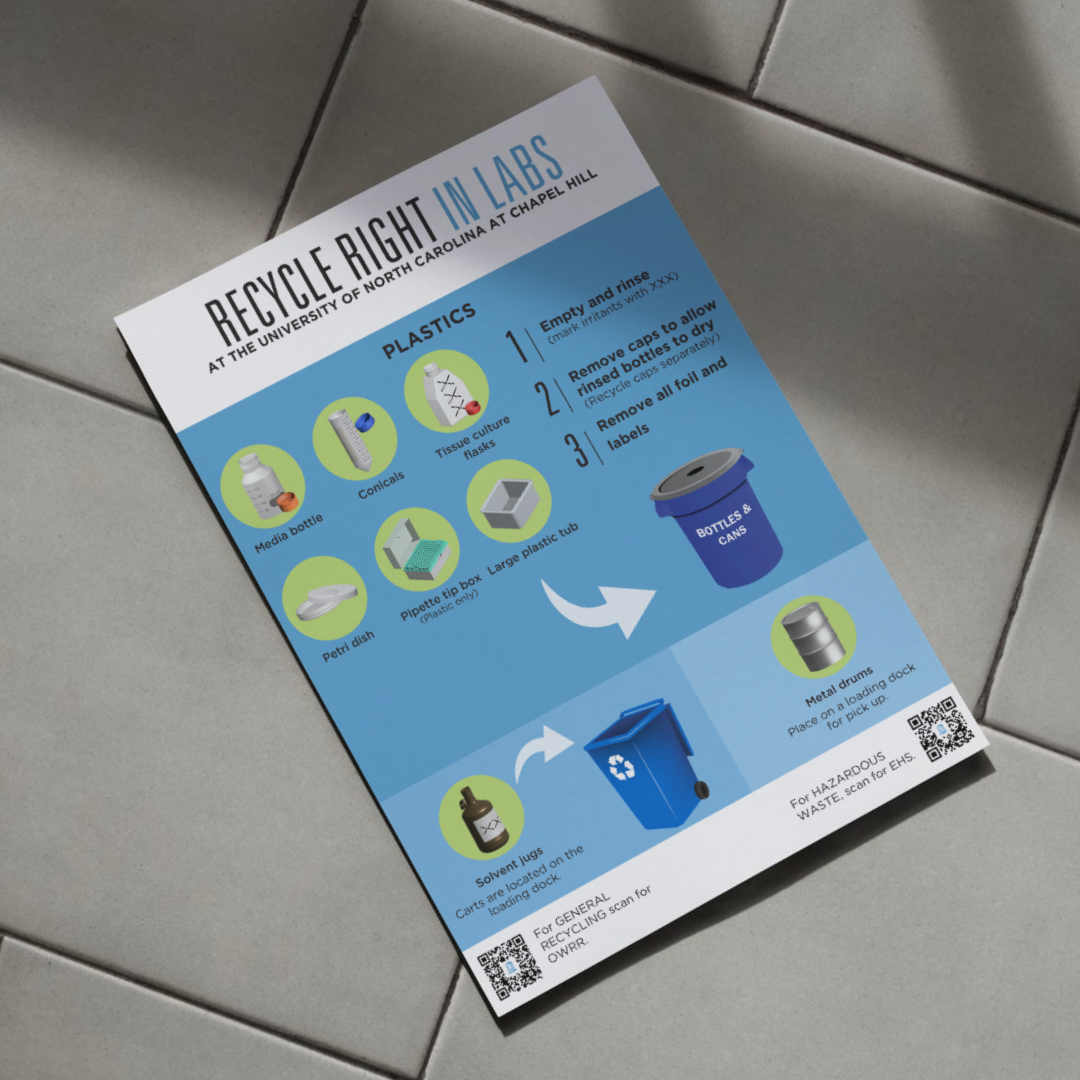 RECYCLE RIGHT IN LABS
AT THE UNIVERSITY OF NORTH CAROLINA AT CHAPEL HILL
PLASTICS
1
Empty and rinse
(mark irritants with XXX)
2
Remove caps to allow
rinsed bottles to dry
(Recycle caps separately)
3
Remove all foil and
labels
XXX
Tissue culture
flasks
Conicals
Media bottle
Large plastic tub
Pipette tip box
(Plastic only)
Petri dish
BOTTLES &
CANS
Metal drums
Place on a loading dock
for pick up.
XX
Solvent jugs
Carts are located on the
loading dock.
For HAZARDOUS
WASTE, scan for EHS.
For GENERAL
RECYCLING scan for
OWRR.